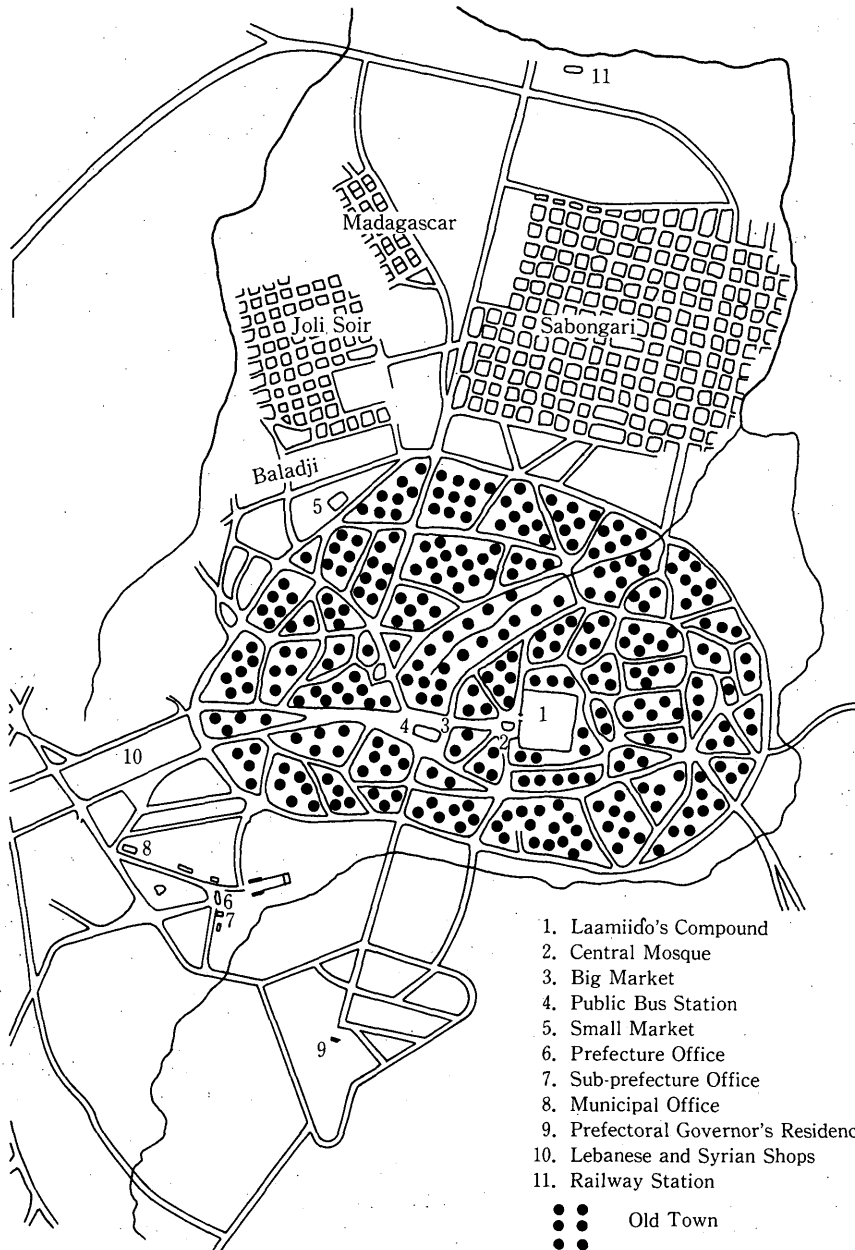 11
Madagascar
Joli Soir
Sabongari
Baladji
5
1
4
3
2
10
8
6
7
9
1. Laamiiɗo's Compound
2. Central Mosque
3. Big Market
4. Public Bus Station
5. Small Market
6. Prefecture Office
7. Sub-prefecture Office
8. Municipal Office
9. Prefectoral Governor's Residenc
10. Lebanese and Syrian Shops
11. Railway Station
Old Town